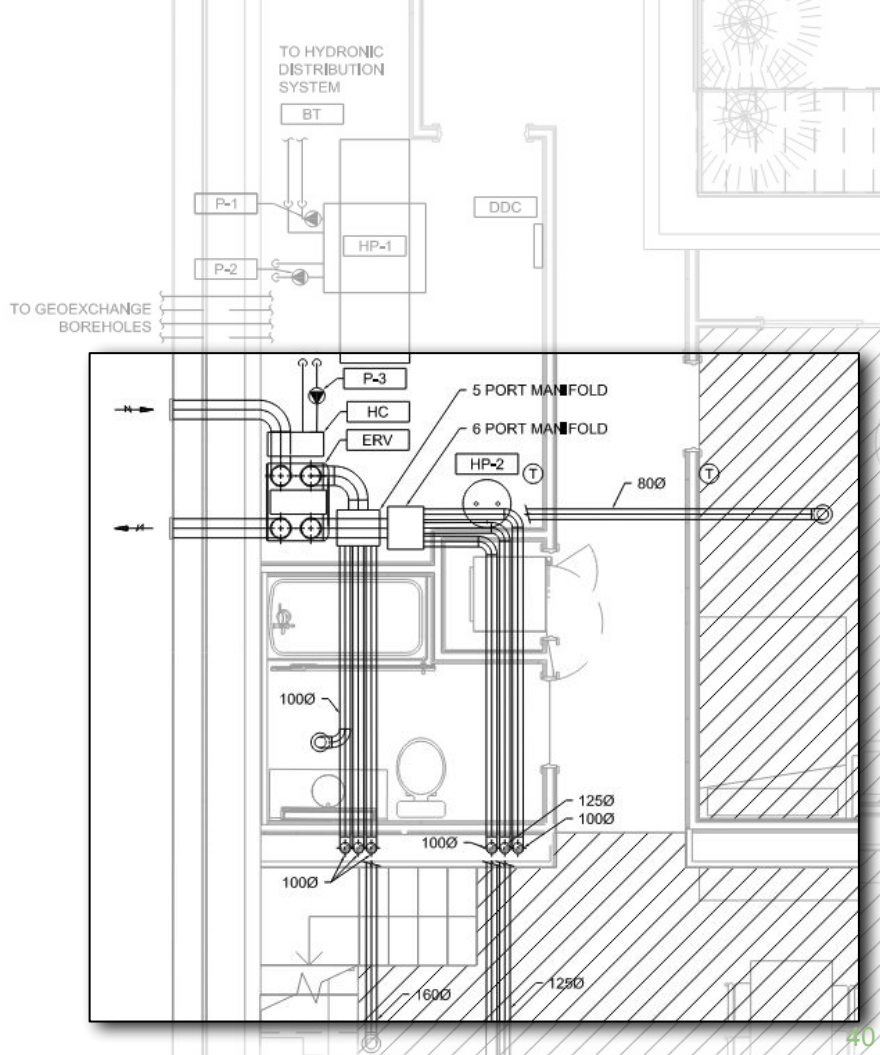 TO HYDRONIC
DISTRIBUTION
SYSTEM
BT
P-1
DDC
HP-1
P-2
TO GEOEXCHANGE
BOREHOLES
P-3
5 PORT MANIFOLD
HC
6 PORT MANIFOLD
ERV
HP-2
T
T
80Ø
100Ø
125Ø
100Ø
100Ø
100Ø
160Ø
125Ø
40